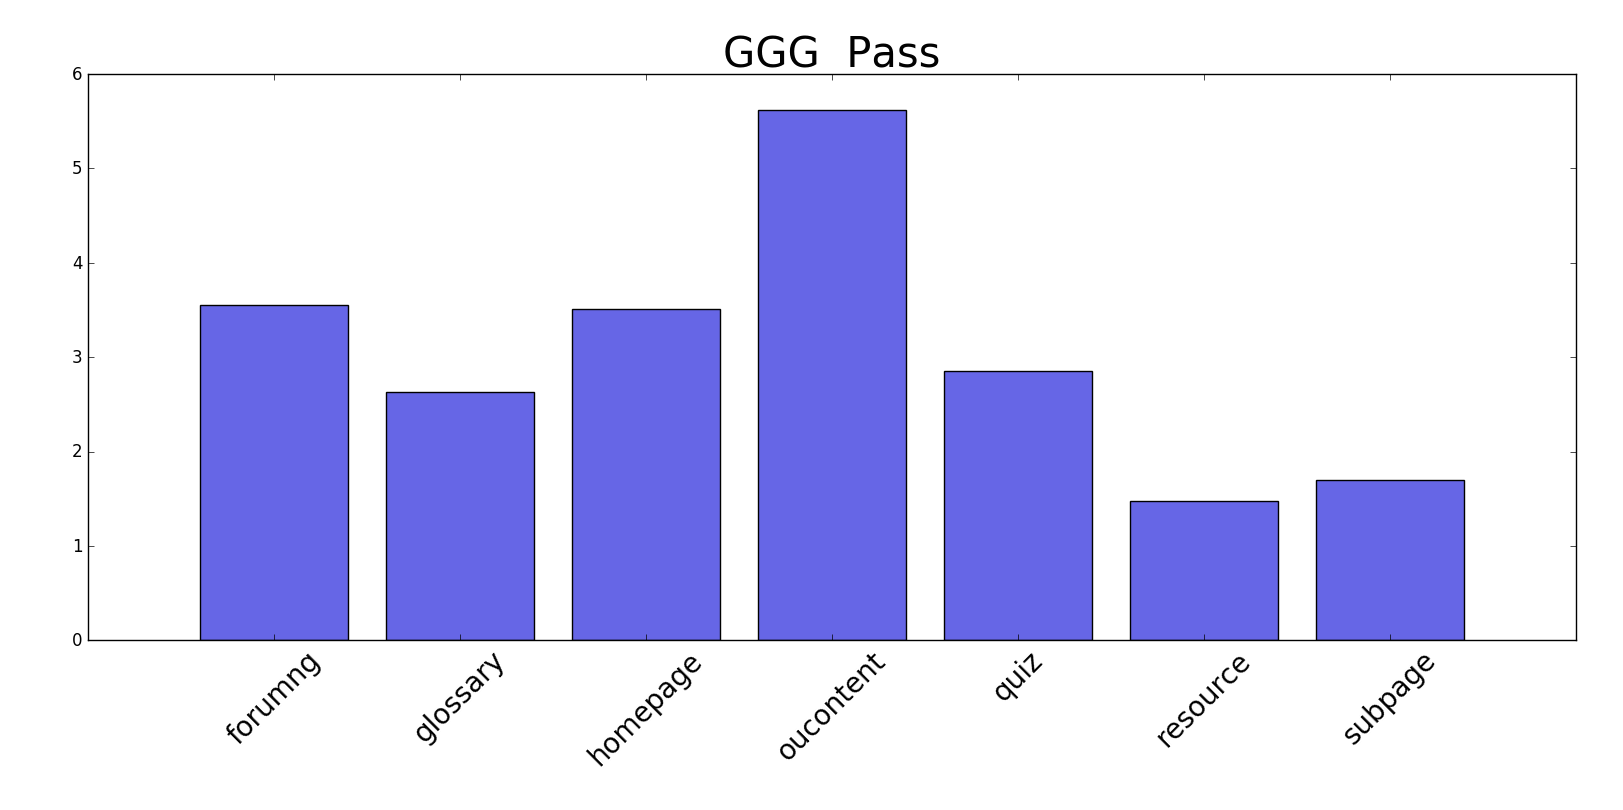 GGG Pass
6
5
4
3
2
1
0
forumng
glossary
homepage
oucontent
quiz
resource
subpage